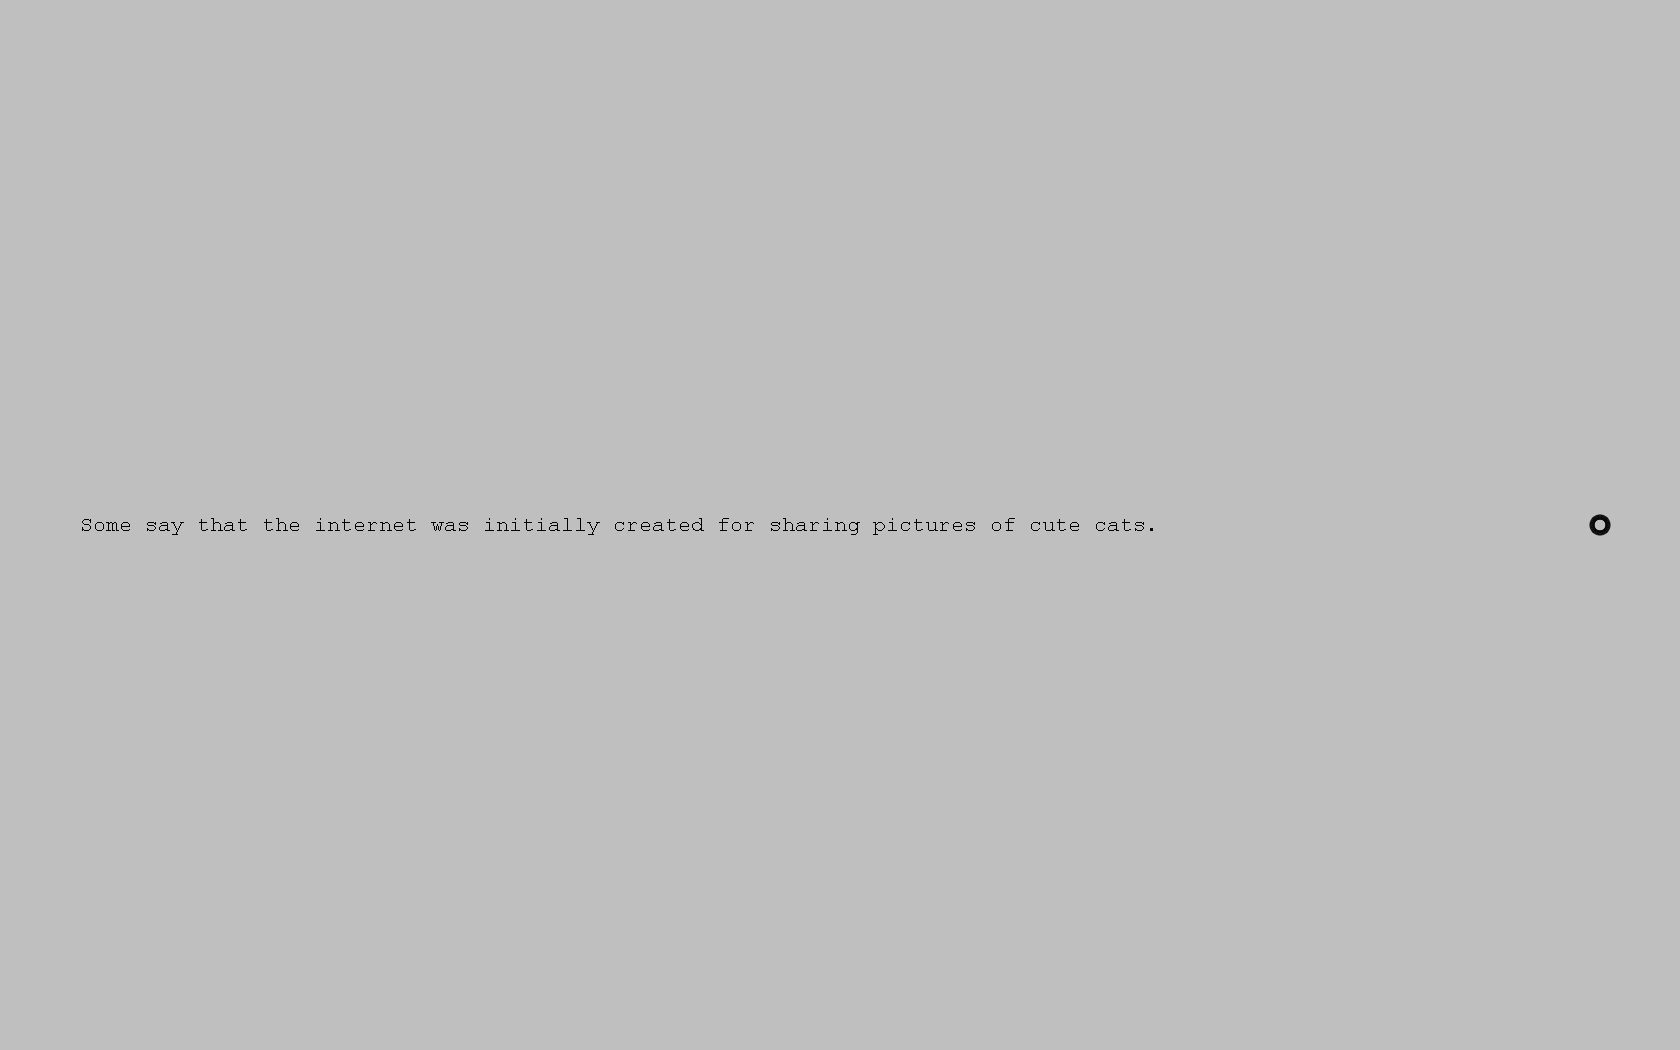 Some say that the internet was initially created for sharing pictures of cute cats.